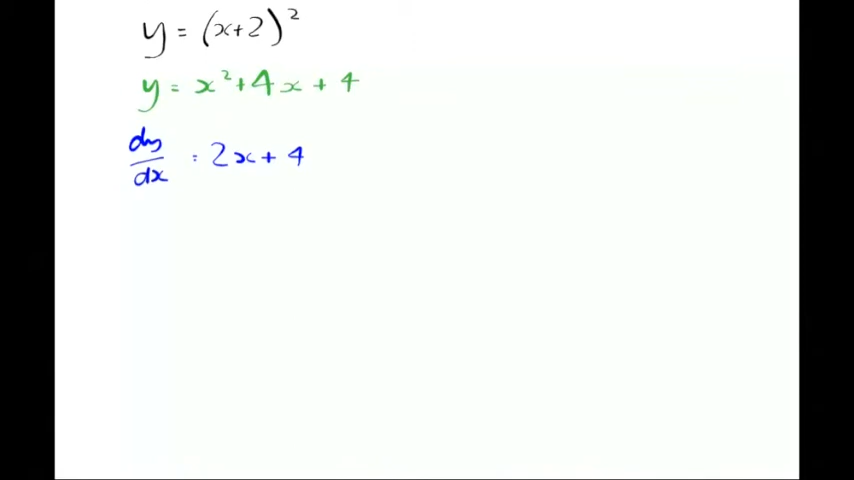 y = (x+2)²
y = x²+4x + 4
dy/dx = 2x + 4